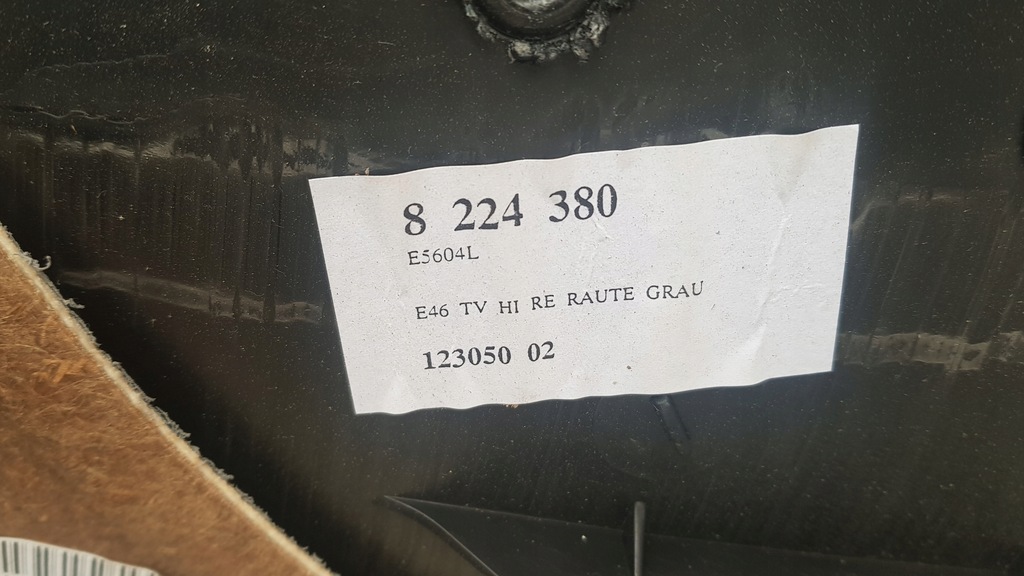 8 224 380
E5604L
E46 TV HI RE RAUTE GRAU
123050 02